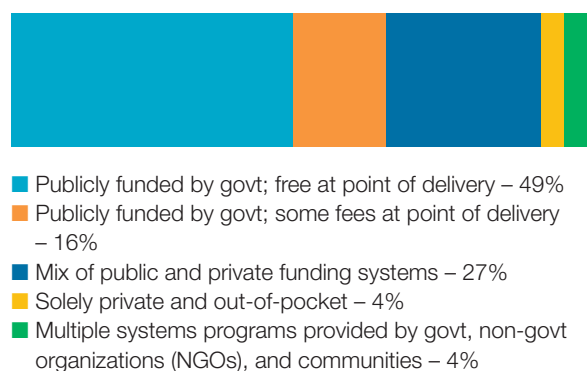 Publicly funded by govt; free at point of delivery – 49%
Publicly funded by govt; some fees at point of delivery
– 16%
Mix of public and private funding systems – 27%
Solely private and out-of-pocket – 4%
Multiple systems programs provided by govt, non-govt
organizations (NGOs), and communities – 4%